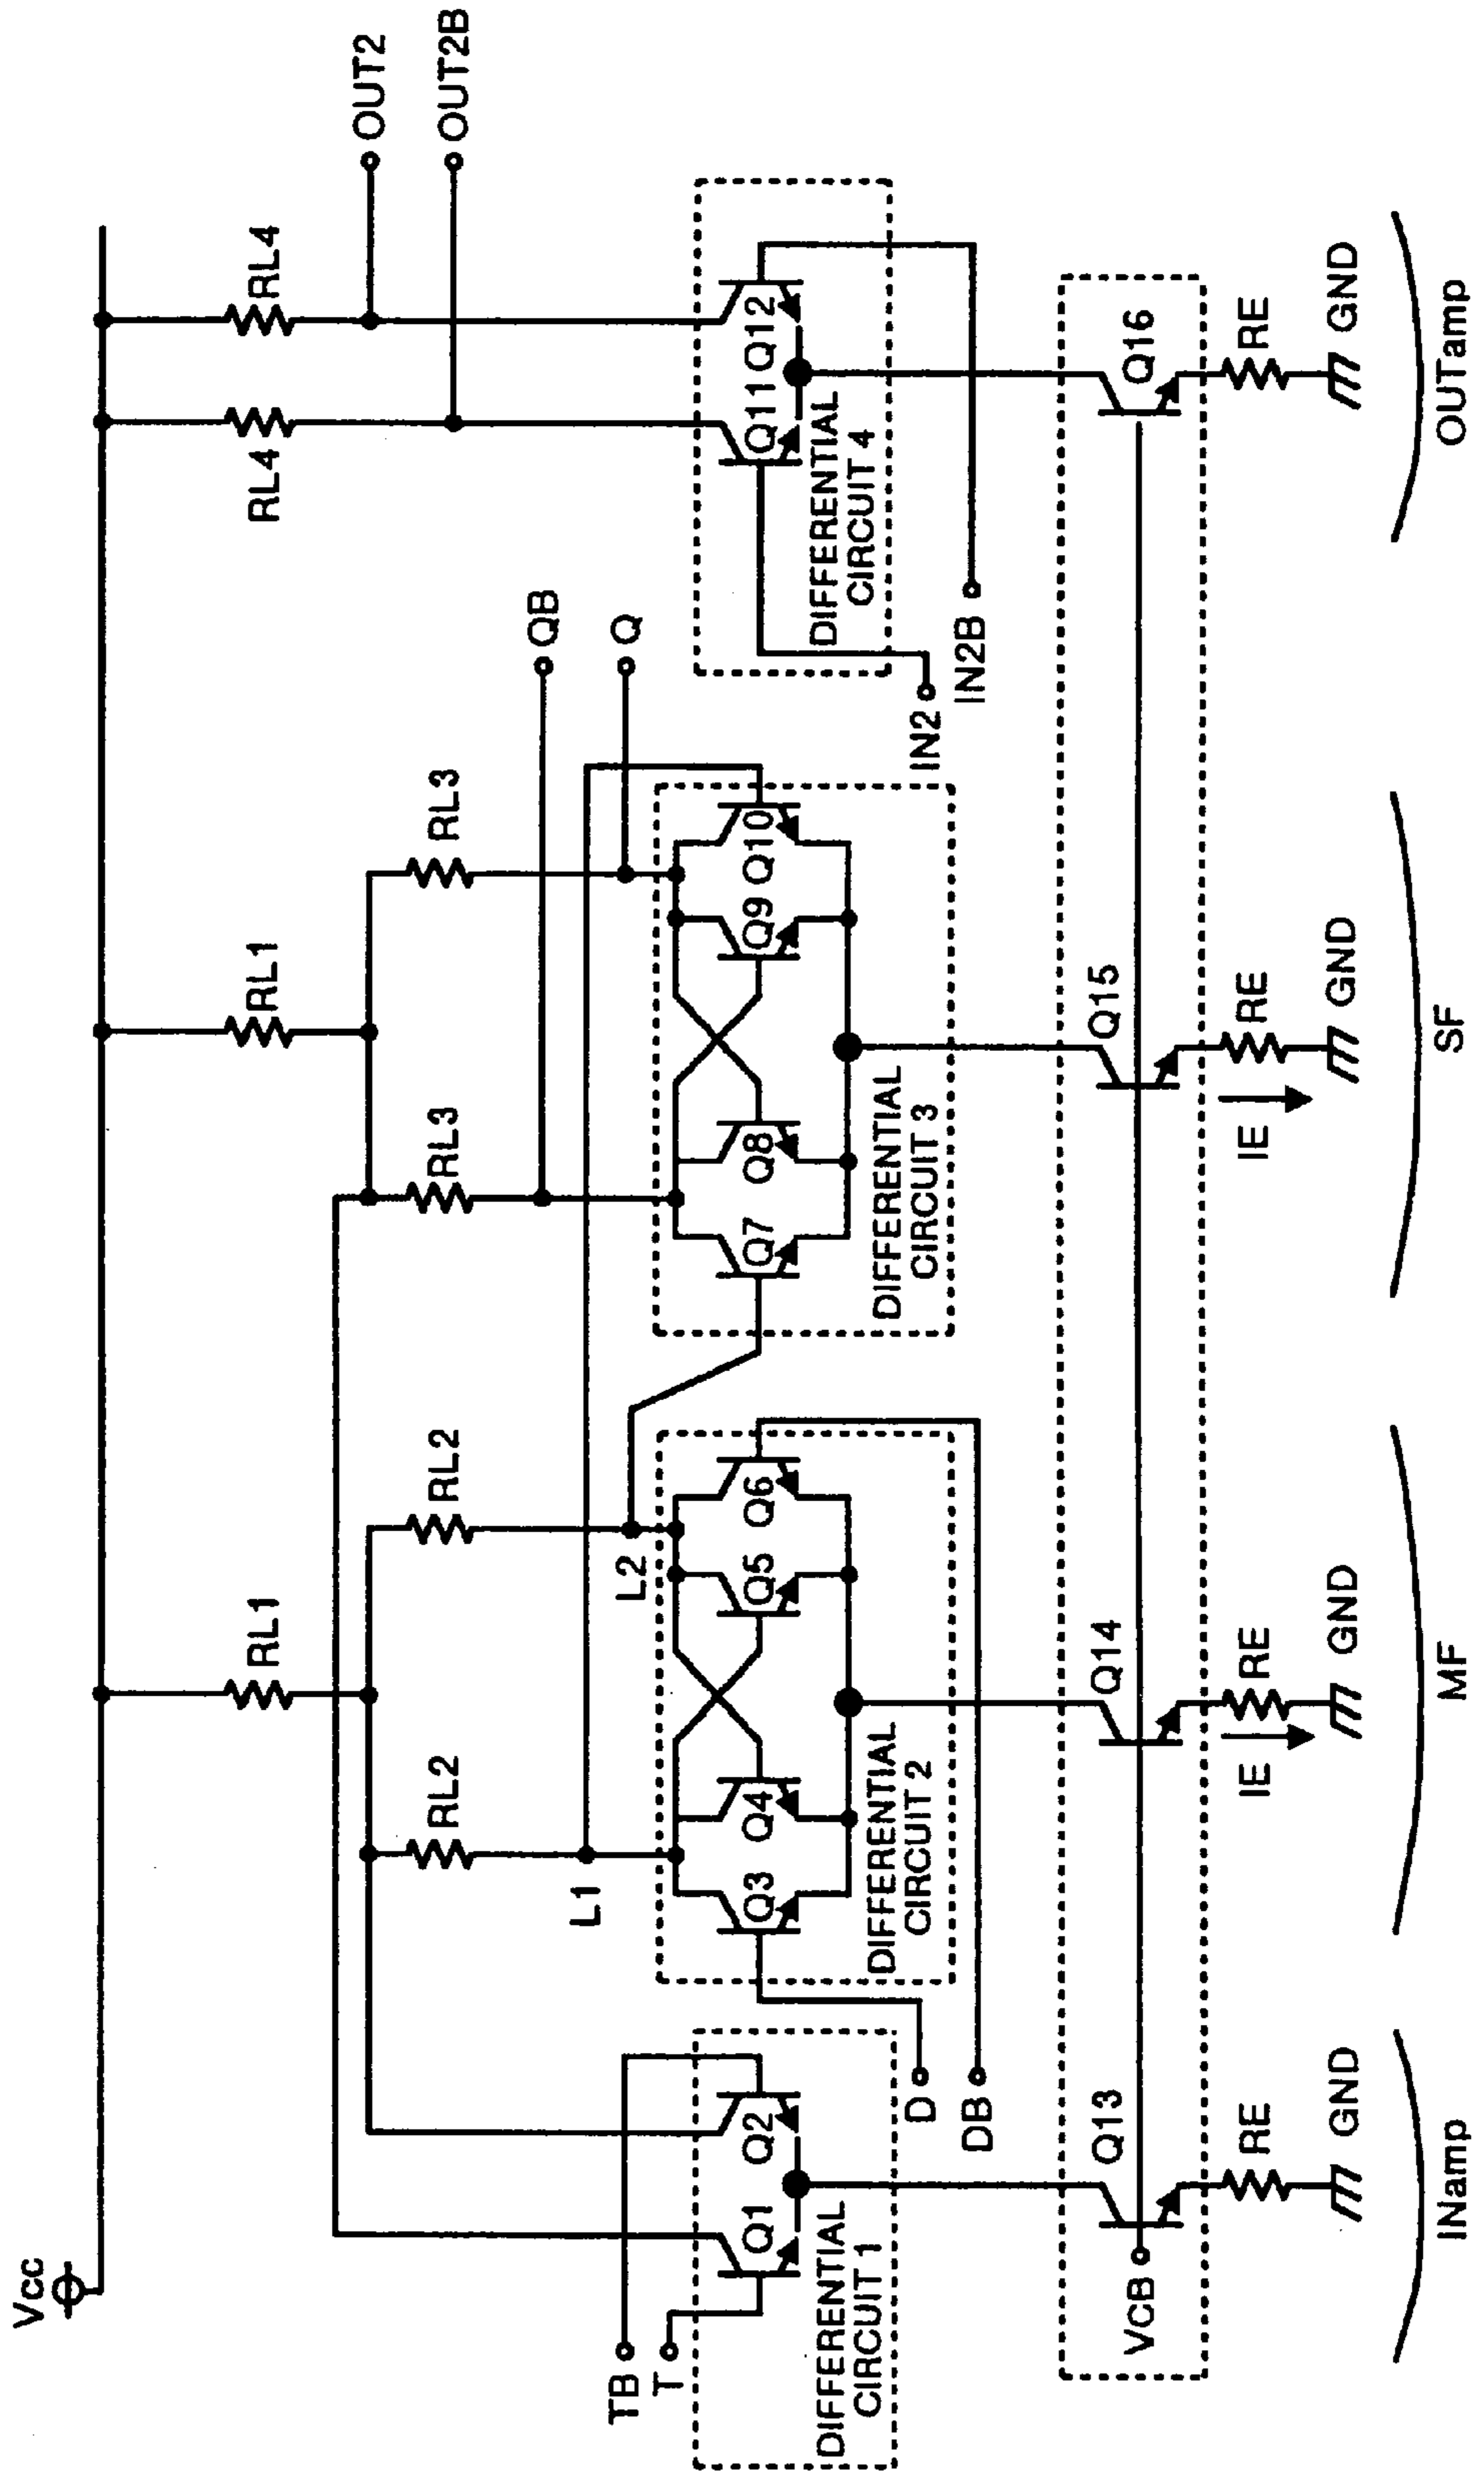 Vcc
RL1
RL1
RL4
RL4
OUT2
OUT2B
RL2
RL2
RL3
RL3
QB
Q
L1
L2
TB
T
Q1
Q2
DIFFERENTIAL
CIRCUIT 1
D
DB
Q3
Q4
Q5
Q6
DIFFERENTIAL
CIRCUIT 2
Q7
Q8
Q9
Q10
DIFFERENTIAL
CIRCUIT 3
IN2
IN2B
Q11
Q12
DIFFERENTIAL
CIRCUIT 4
VCB
Q13
Q14
Q15
Q16
RE
IE
RE
IE
RE
RE
GND
GND
GND
GND
INamp
MF
SF
OUTamp